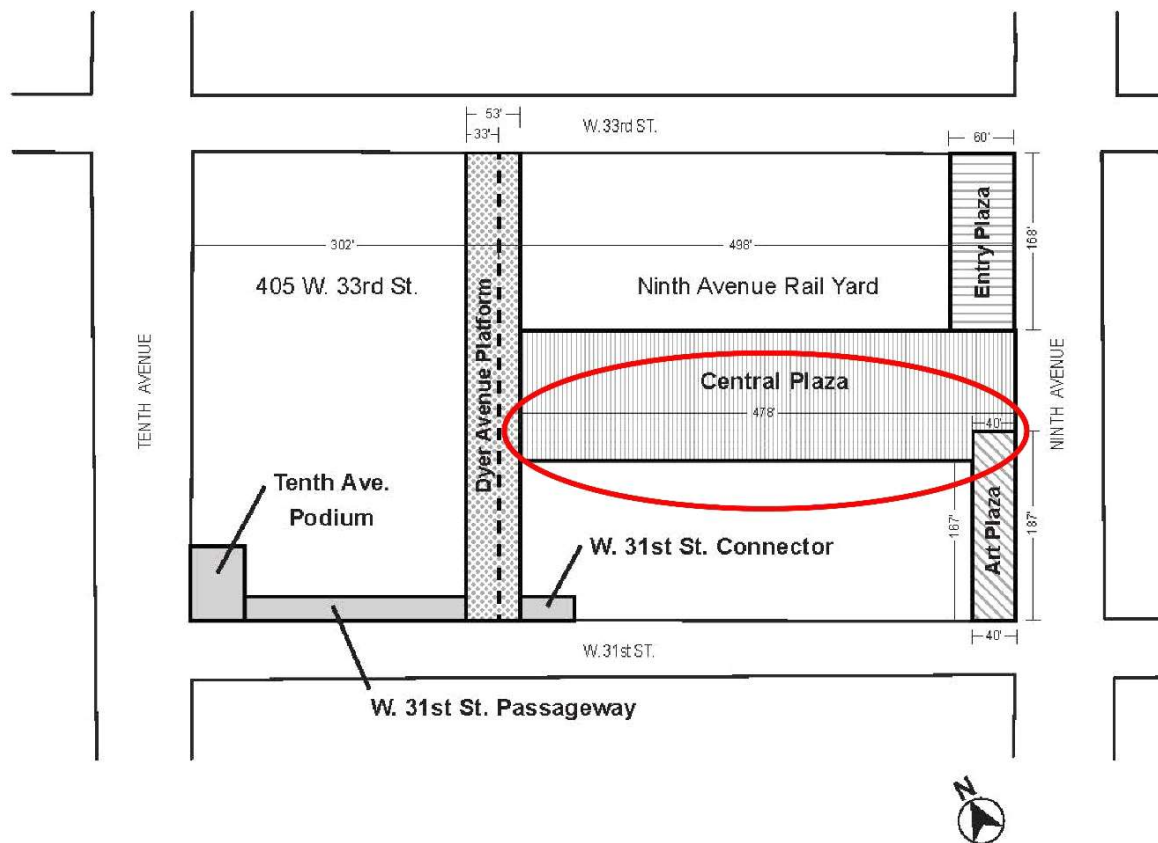 53'
33'
W. 33rd ST.
60'
302'
498'
168'
Entry Plaza
405 W. 33rd St.
Ninth Avenue Rail Yard
Dyer Avenue Platform
TENTH AVENUE
NINTH AVENUE
Central Plaza
478'
40'
Tenth Ave.
Podium
W. 31st St. Connector
167'
Art Plaza
187'
40'
W. 31st ST.
W. 31st St. Passageway
N